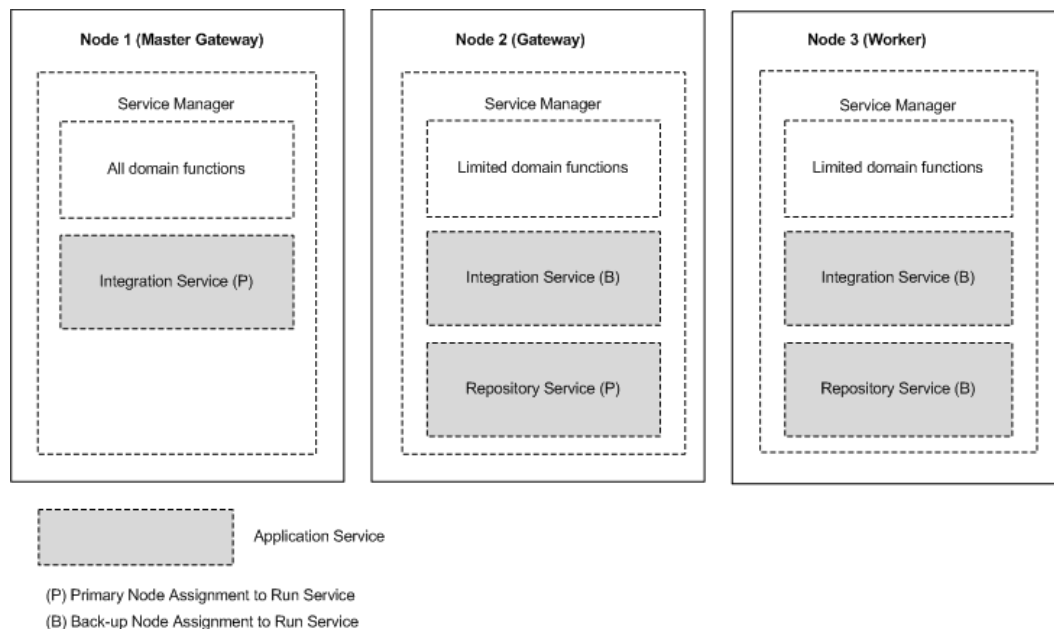 Node 1 (Master Gateway)
Service Manager
All domain functions
Integration Service (P)
Node 2 (Gateway)
Service Manager
Limited domain functions
Integration Service (B)
Repository Service (P)
Node 3 (Worker)
Service Manager
Limited domain functions
Integration Service (B)
Repository Service (B)
Application Service
(P) Primary Node Assignment to Run Service
(B) Back-up Node Assignment to Run Service